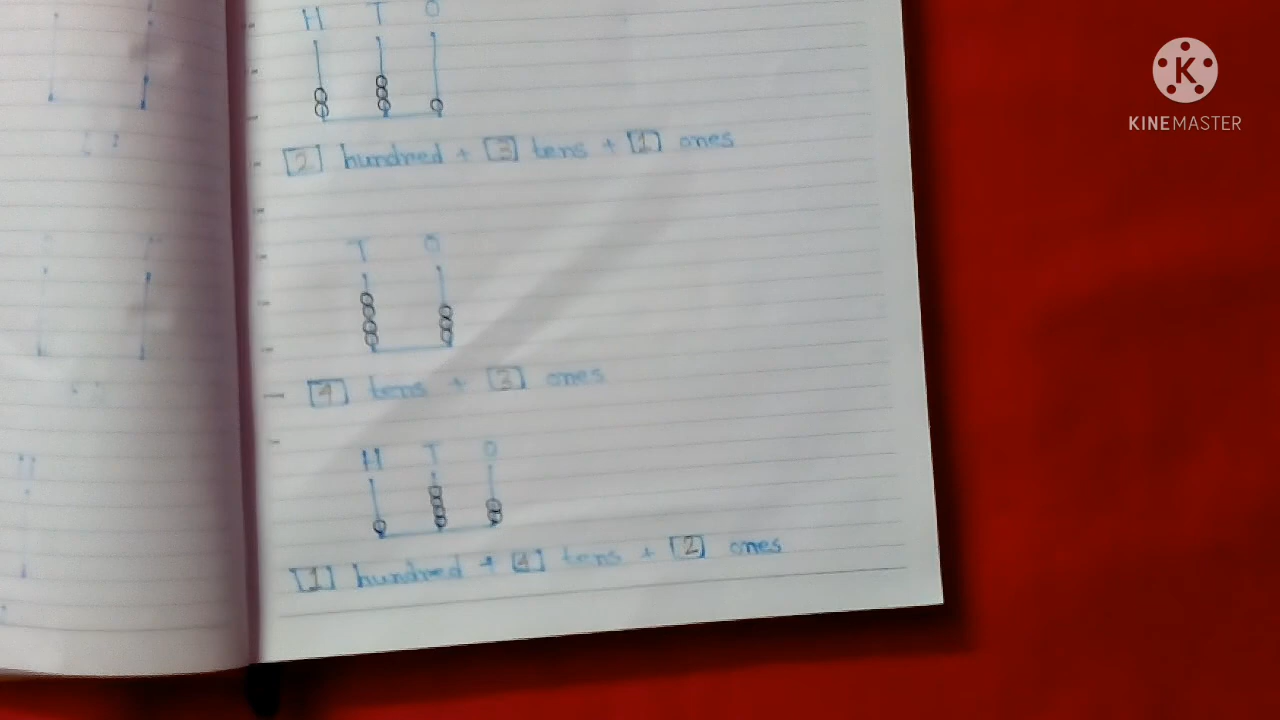 H T O
[2] hundred + [3] tens + [1] ones
T O
[4] tens + [3] ones
H T O
[1] hundred + [4] tens + [2] ones
K
KINEMASTER